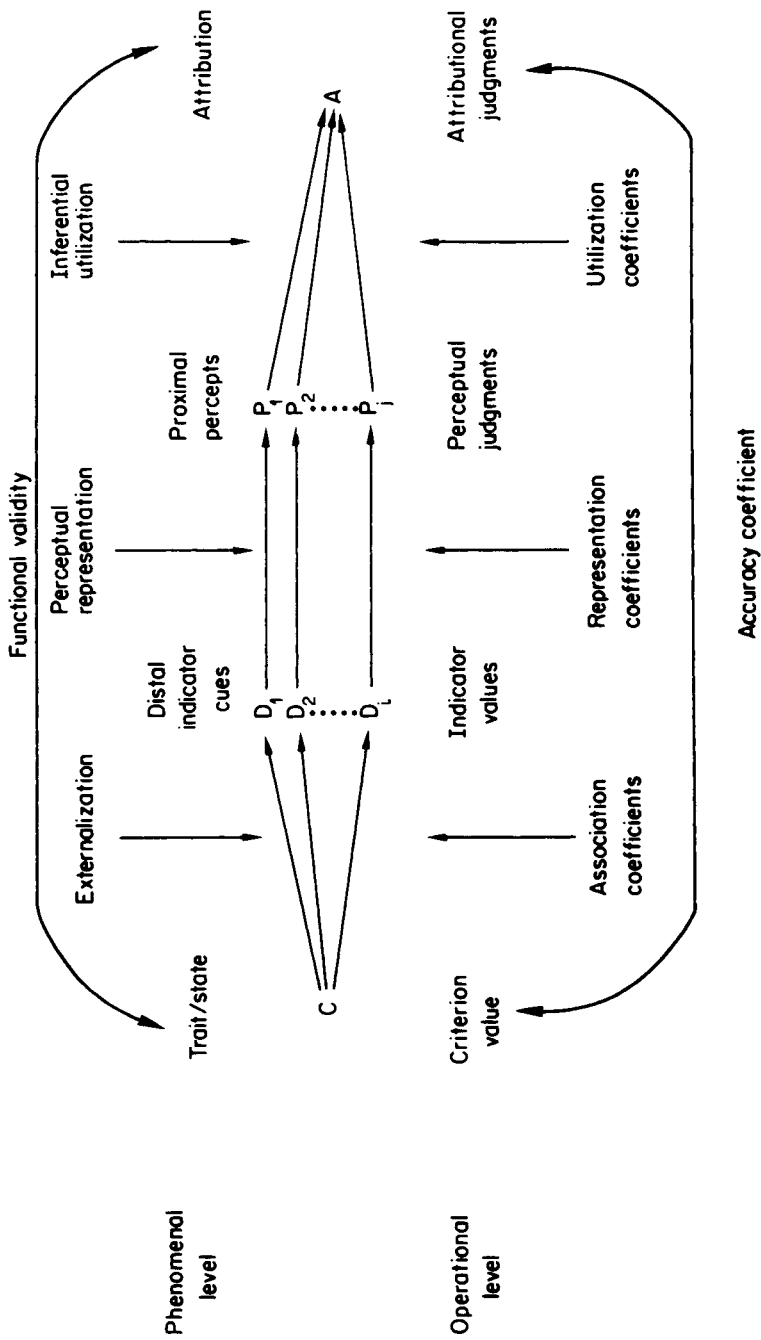 Functional validity
Externalization
Perceptual
representation
Inferential
utilization
Phenomenal
level
Trait/state
Distal
indicator
cues
Proximal
percepts
Attribution
C
D1
D2
Di
P1
P2
Pj
A
Operational
level
Criterion
value
Indicator
values
Perceptual
judgments
Attributional
judgments
Association
coefficients
Representation
coefficients
Utilization
coefficients
Accuracy coefficient